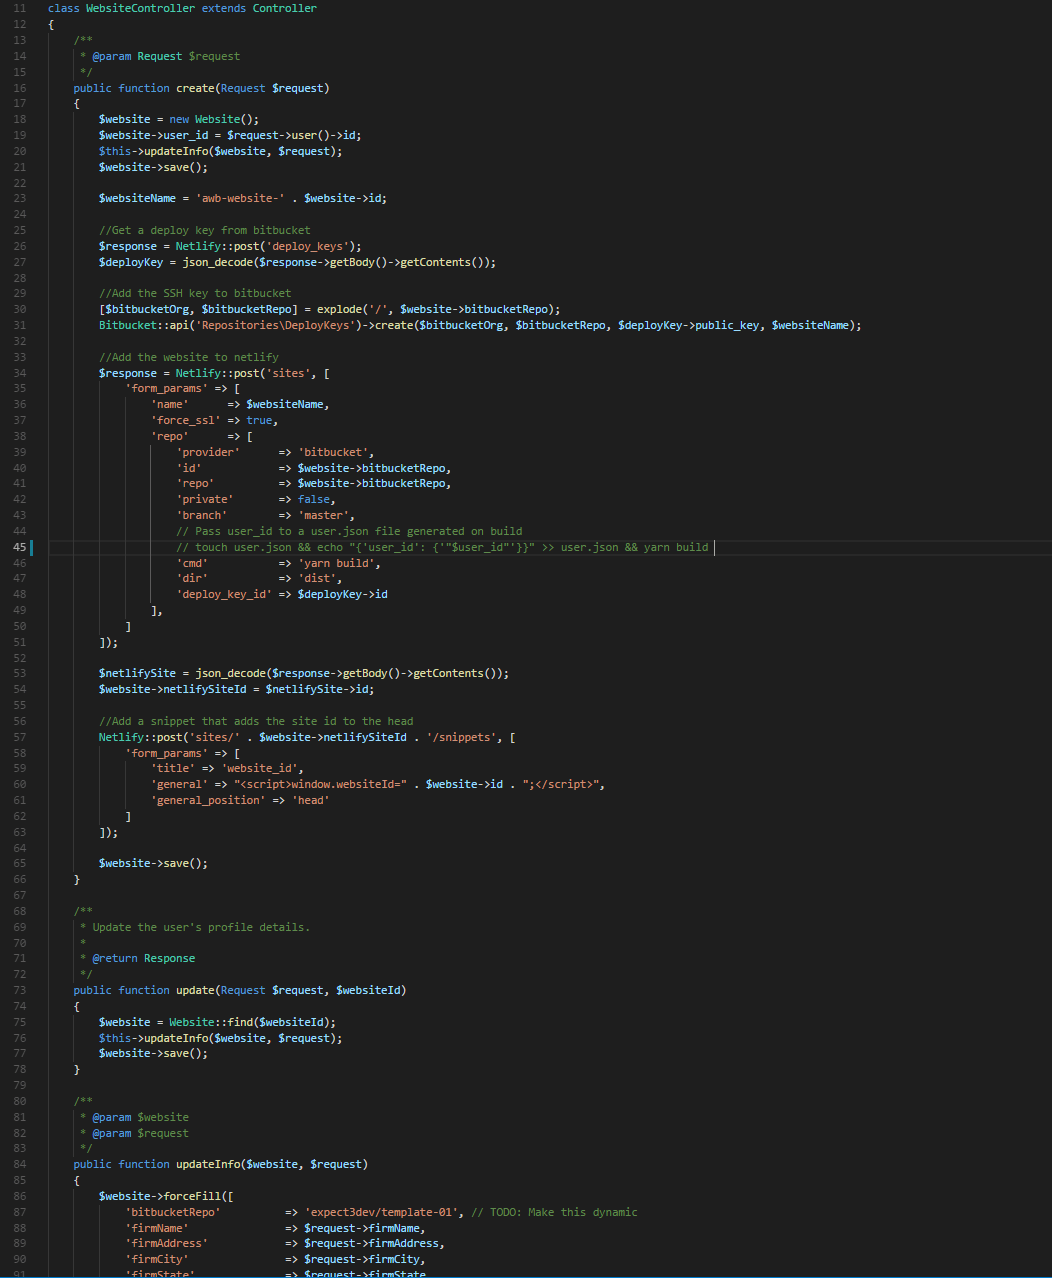 11 class WebsiteController extends Controller
12 {
13     /**
14      * @param Request $request
15      */
16     public function create(Request $request)
17     {
18         $website = new Website();
19         $website->user_id = $request->user()->id;
20         $this->updateInfo($website, $request);
21         $website->save();
22
23         $websiteName = 'awb-website-' . $website->id;
24
25         //Get a deploy key from bitbucket
26         $response = Netlify::post('deploy_keys');
27         $deployKey = json_decode($response->getBody()->getContents());
28
29         //Add the SSH key to bitbucket
30         [$bitbucketOrg, $bitbucketRepo] = explode('/', $website->bitbucketRepo);
31         Bitbucket::api('Repositories\DeployKeys')->create($bitbucketOrg, $bitbucketRepo, $deployKey->public_key, $websiteName);
32
33         //Add the website to netlify
34         $response = Netlify::post('sites', [
35             'form_params' => [
36                 'name'      => $websiteName,
37                 'force_ssl' => true,
38                 'repo'      => [
39                     'provider'      => 'bitbucket',
40                     'id'            => $website->bitbucketRepo,
41                     'repo'          => $website->bitbucketRepo,
42                     'private'       => false,
43                     'branch'        => 'master',
44                     // Pass user_id to a user.json file generated on build
45                     // touch user.json && echo "{'user_id': {'"$user_id"'}}" >> user.json && yarn build
46                     'cmd'           => 'yarn build',
47                     'dir'           => 'dist',
48                     'deploy_key_id' => $deployKey->id
49                 ],
50             ]
51         ]);
52
53         $netlifySite = json_decode($response->getBody()->getContents());
54         $website->netlifySiteId = $netlifySite->id;
55
56         //Add a snippet that adds the site id to the head
57         Netlify::post('sites/' . $website->netlifySiteId . '/snippets', [
58             'form_params' => [
59                 'title' => 'website_id',
60                 'general' => "<script>window.websiteId=" . $website->id . ";</script>",
61                 'general_position' => 'head'
62             ]
63         ]);
64
65         $website->save();
66     }
67
68     /**
69      * Update the user's profile details.
70      *
71      * @return Response
72      */
73     public function update(Request $request, $websiteId)
74     {
75         $website = Website::find($websiteId);
76         $this->updateInfo($website, $request);
77         $website->save();
78     }
79
80     /**
81      * @param $website
82      * @param $request
83      */
84     public function updateInfo($website, $request)
85     {
86         $website->forceFill([
87             'bitbucketRepo'          => 'expect3dev/template-01', // TODO: Make this dynamic
88             'firmName'               => $request->firmName,
89             'firmAddress'            => $request->firmAddress,
90             'firmCity'               => $request->firmCity,
91             'firmState'              => $request->firmState,